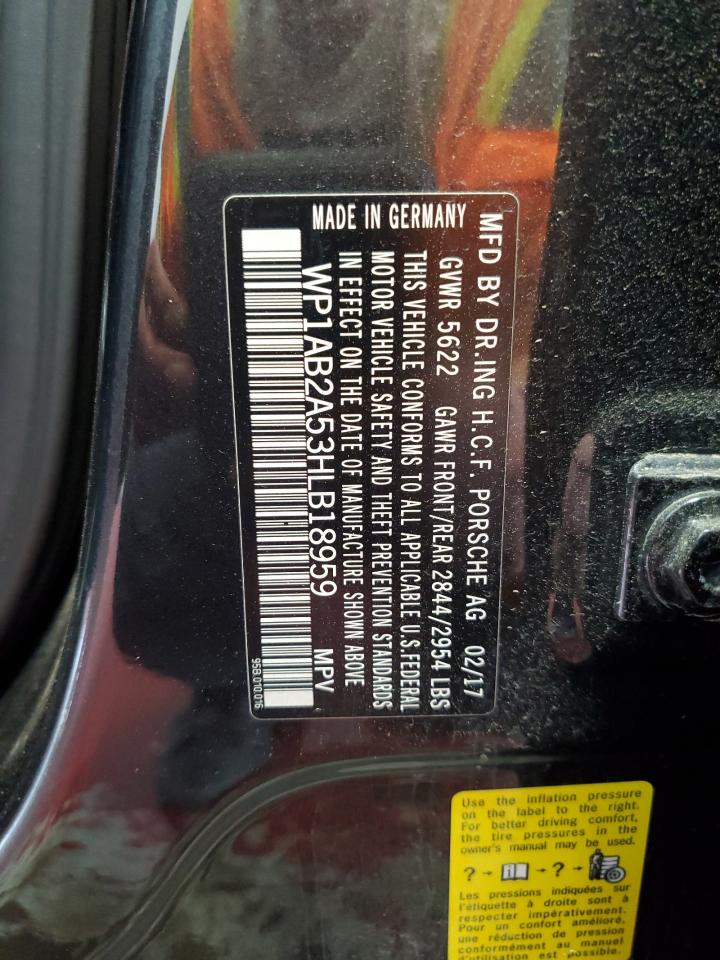 MFD BY DR.ING H.C.F. PORSCHE AG 02/17
GVWR 5622 GAWR FRONT/REAR 2844/2954 LBS
THIS VEHICLE CONFORMS TO ALL APPLICABLE U.S.FEDERAL
MOTOR VEHICLE SAFETY AND THEFT PREVENTION STANDARDS
IN EFFECT ON THE DATE OF MANUFACTURE SHOWN ABOVE
MADE IN GERMANY
WP1AB2A53HLB18959 MPV
95B.010.016
Use the inflation pressure
on the label to the right.
For better driving comfort,
the tire pressures in the
owner's manual may be used.
? - - ? -
Les pressions indiquées sur
l'étiquette à droite sont à
respecter impérativement.
Pour un confort amélioré,
une réduction de pression
conformément au manuel
d'utilisation est possible.